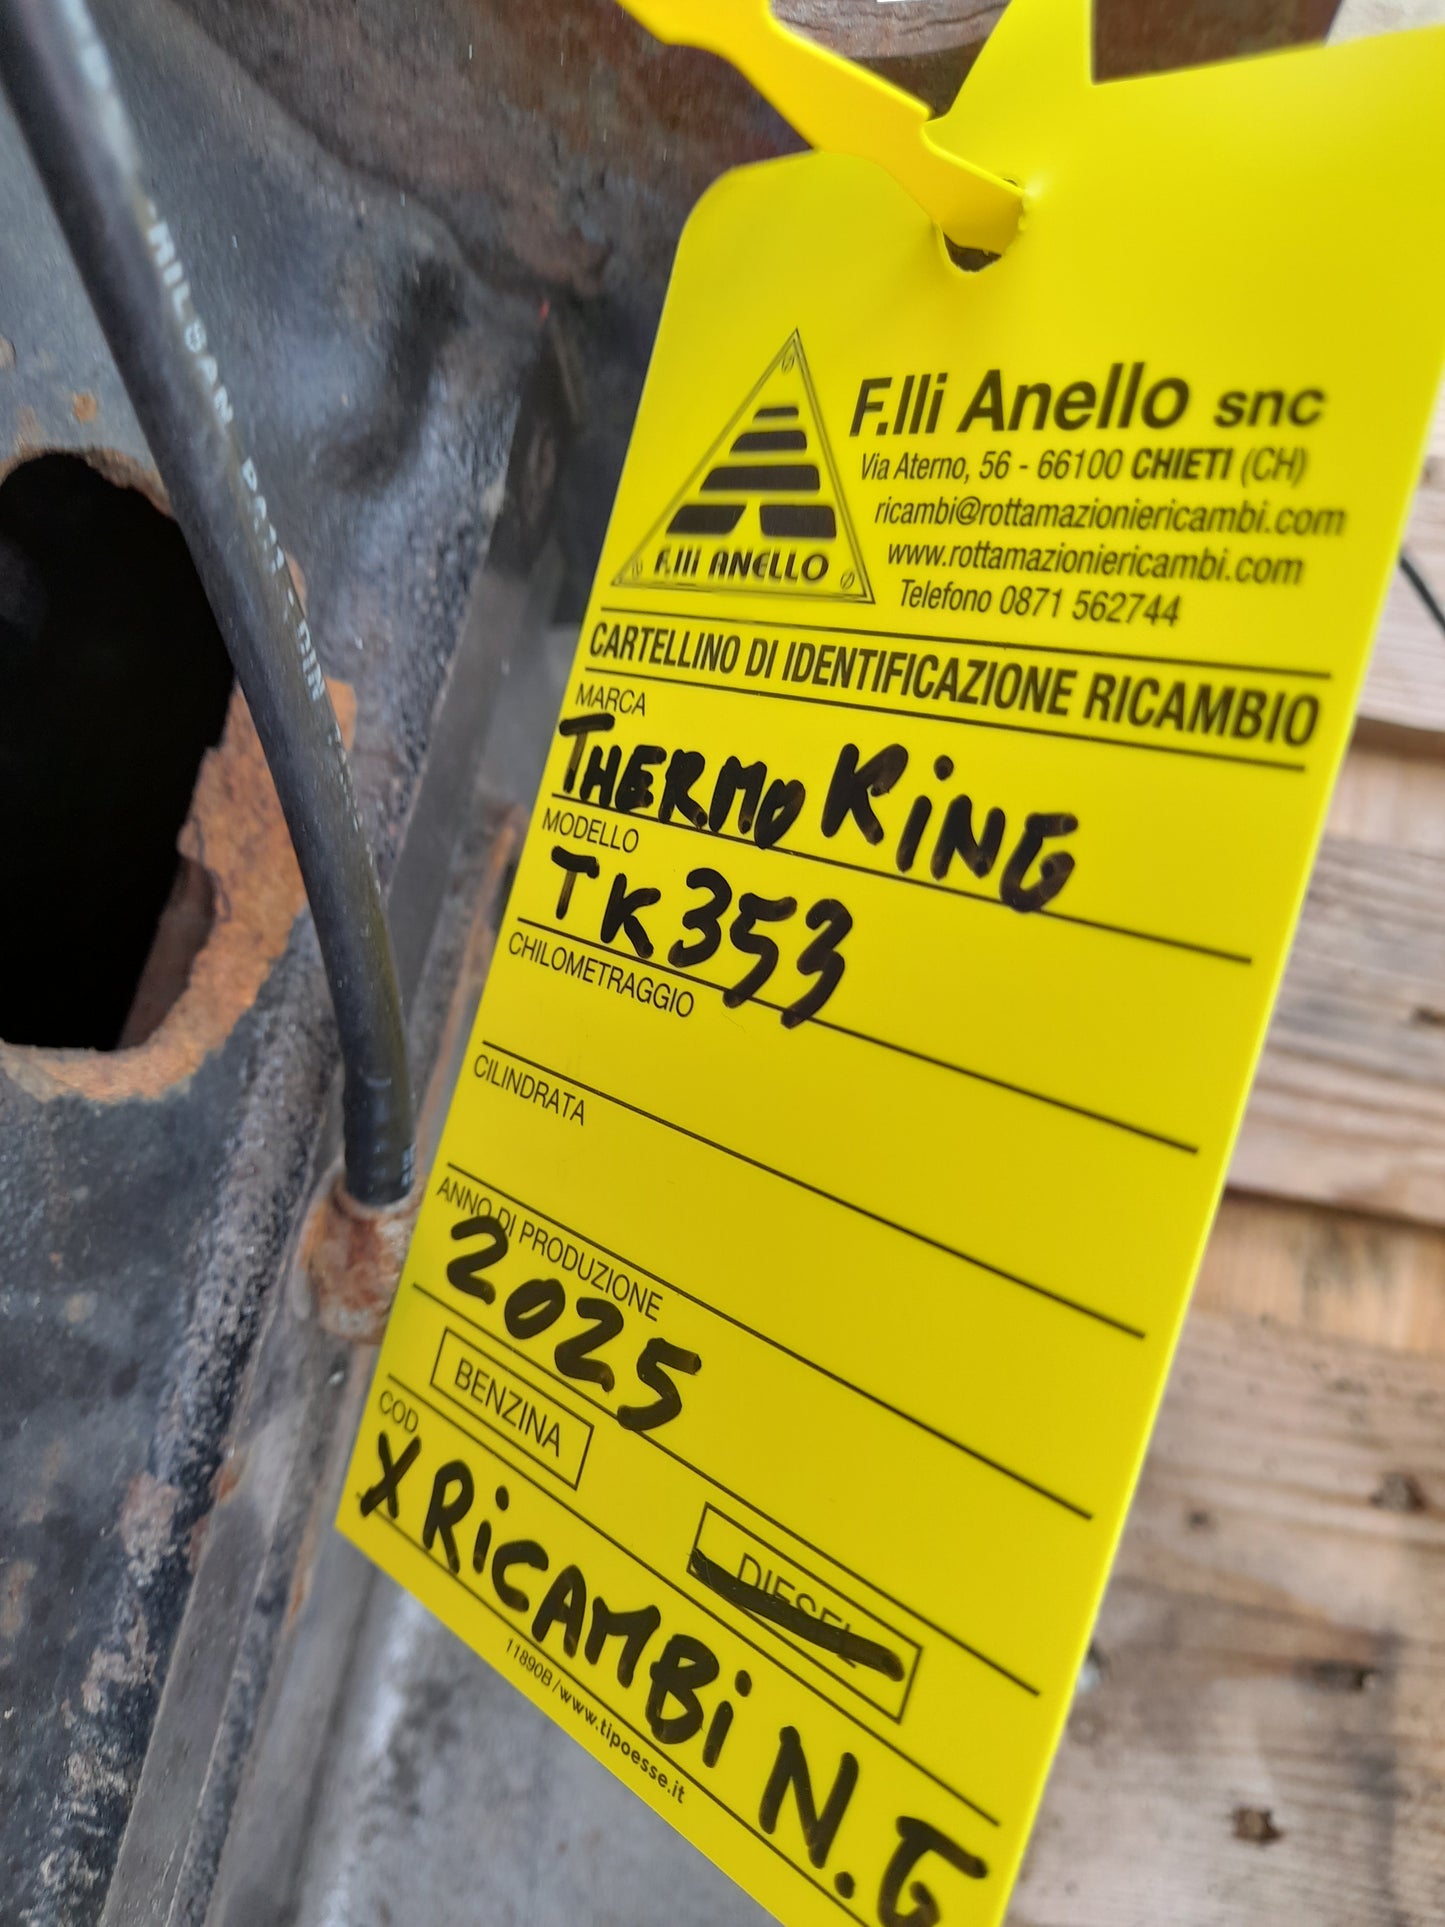 F.lli Anello snc
Via Aterno, 56 - 66100 CHIETI (CH)
ricambi@rottamazioniericambi.com
www.rottamazioniericambi.com
Telefono 0871 562744
F.lli ANELLO
CARTELLINO DI IDENTIFICAZIONE RICAMBIO
MARCA
THERMO KiNG
MODELLO
TK353
CHILOMETRAGGIO
CILINDRATA
ANNO DI PRODUZIONE
2025
BENZINA
DIESEL
COD
X RiCAMBi N.G
11890B/www.tipoesse.it
RILSAN PA11